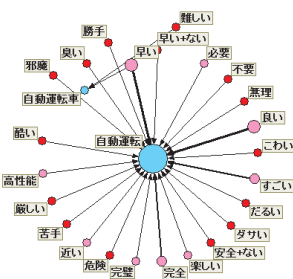 難しい
勝手
早い+ない
臭い
早い
必要
邪魔
不要
自動運転車
無理
良い
酷い
自動運転
こわい
高性能
すごい
厳しい
だるい
苦手
ダサい
近い
安全+ない
危険
楽しい
完璧
完全